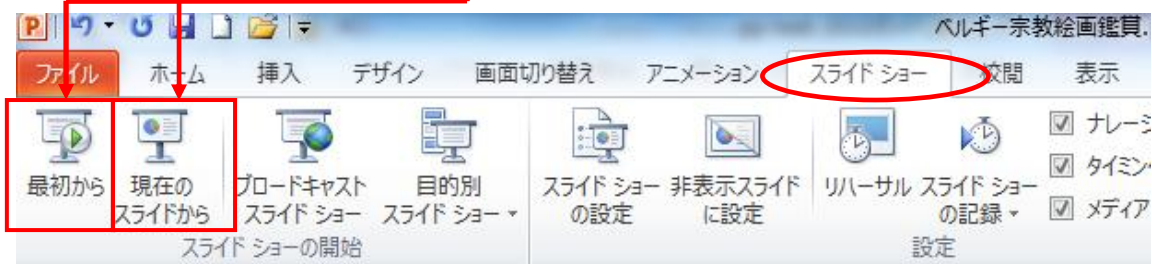 ベルギー宗教絵画鑑賞.
ファイル ホーム 挿入 デザイン 画面切り替え アニメーション スライド ショー 校閲 表示
最初から
現在の
スライドから
ブロードキャスト
スライド ショー
目的別
スライド ショー
スライド ショー
の設定
非表示スライド
に設定
リハーサル
スライド ショー
の記録
ナレーシ
タイミン
メディア
スライド ショーの開始
設定